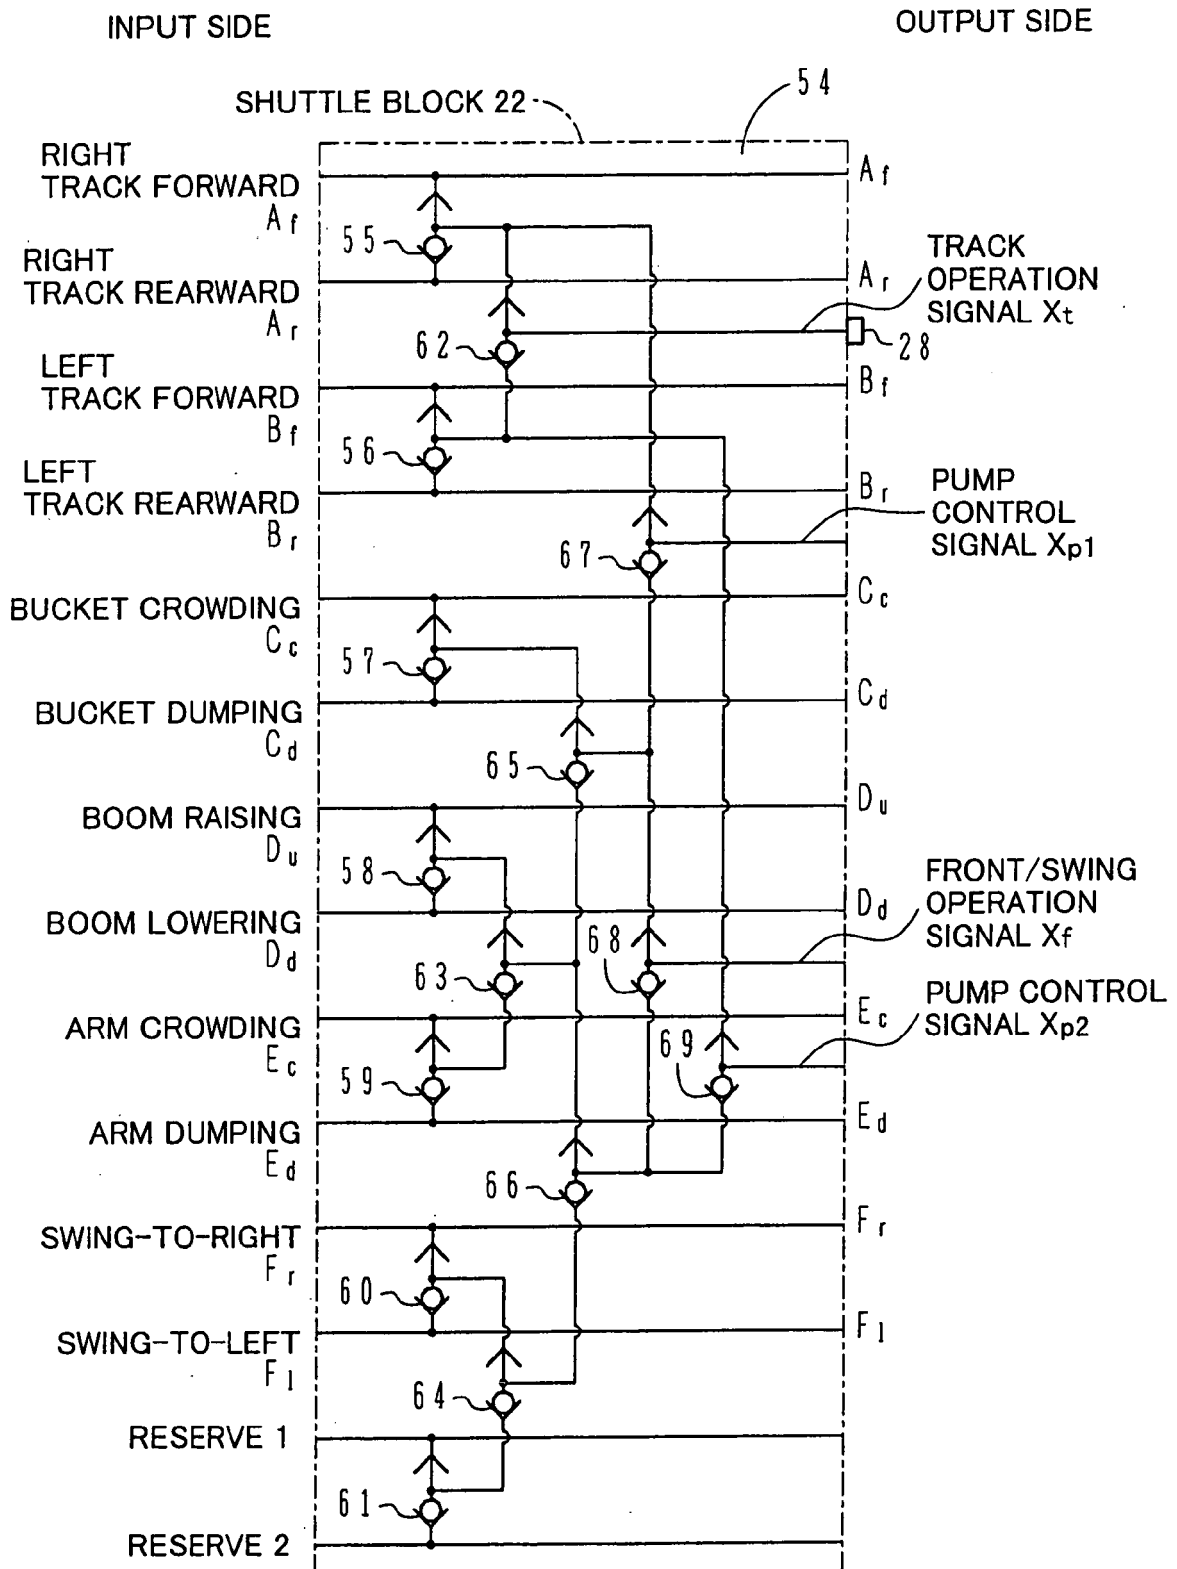 INPUT SIDE
OUTPUT SIDE
54
SHUTTLE BLOCK 22
RIGHT
TRACK FORWARD
Af
Af
55
RIGHT
TRACK REARWARD
Ar
Ar
TRACK
OPERATION
SIGNAL Xt
62
28
LEFT
TRACK FORWARD
Bf
Bf
56
LEFT
TRACK REARWARD
Br
Br
PUMP
CONTROL
SIGNAL Xp1
67
BUCKET CROWDING
Cc
Cc
57
BUCKET DUMPING
Cd
Cd
65
BOOM RAISING
Du
Du
58
BOOM LOWERING
Dd
Dd
FRONT/SWING
OPERATION
SIGNAL Xf
63
68
ARM CROWDING
Ec
Ec
PUMP CONTROL
SIGNAL Xp2
59
69
ARM DUMPING
Ed
Ed
66
SWING-TO-RIGHT
Fr
Fr
60
SWING-TO-LEFT
Fl
Fl
64
RESERVE 1
61
RESERVE 2